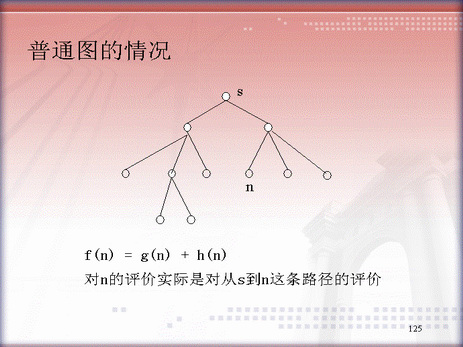 普通图的情况
s
n
f(n) = g(n) + h(n)
对n的评价实际是对从s到n这条路径的评价
125